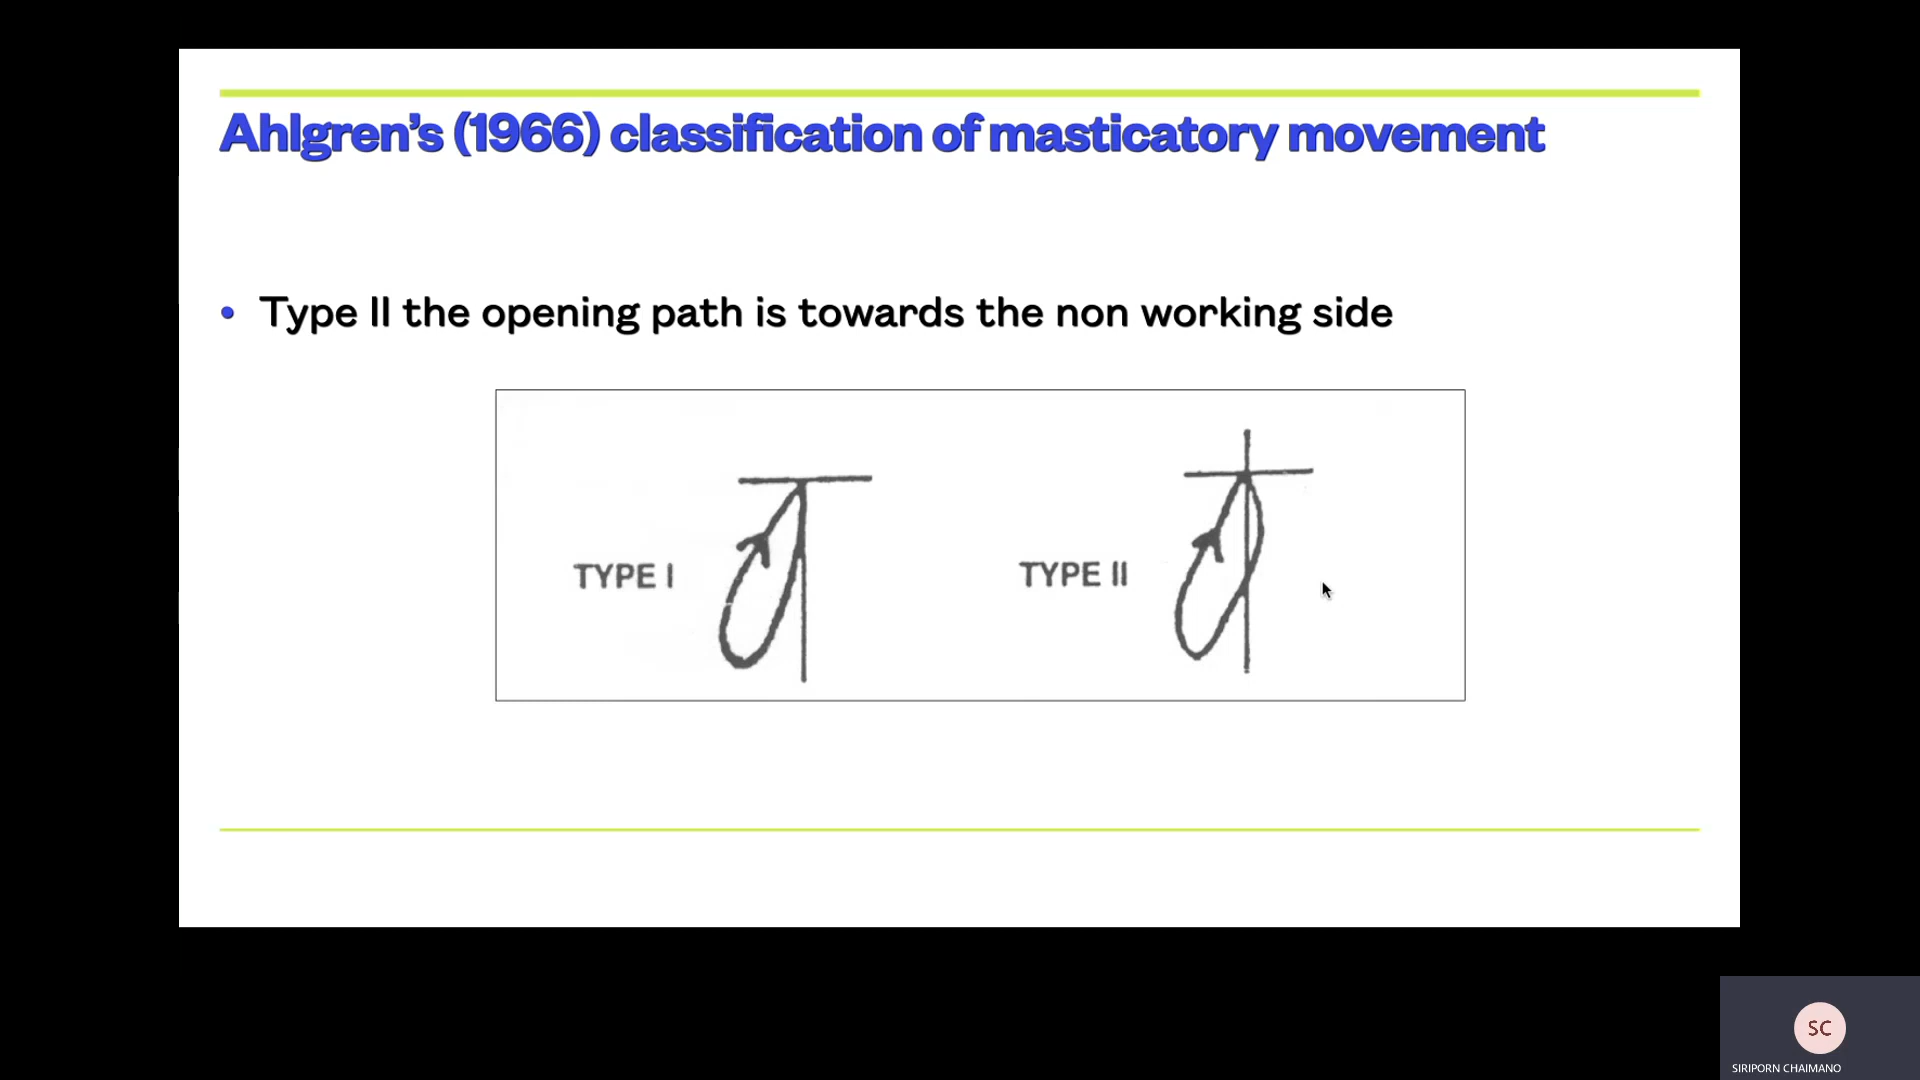 Ahlgren’s (1966) classification of masticatory movement
• Type II the opening path is towards the non working side
TYPE I
TYPE II
SC
SIRIPORN CHAIMANO